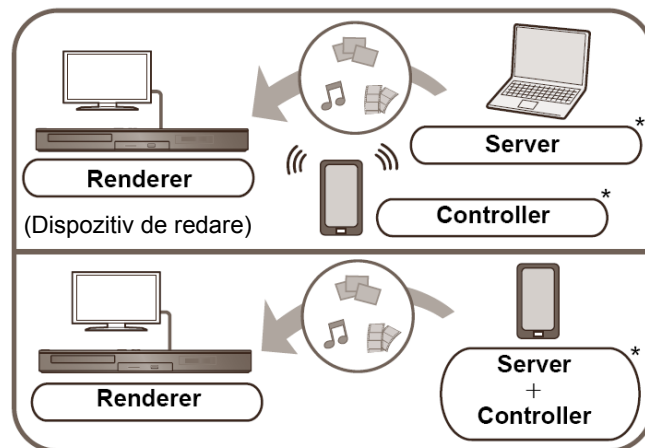 Server
*
Renderer
(Dispozitiv de redare)
Controller
*
Renderer
Server
+
Controller
*